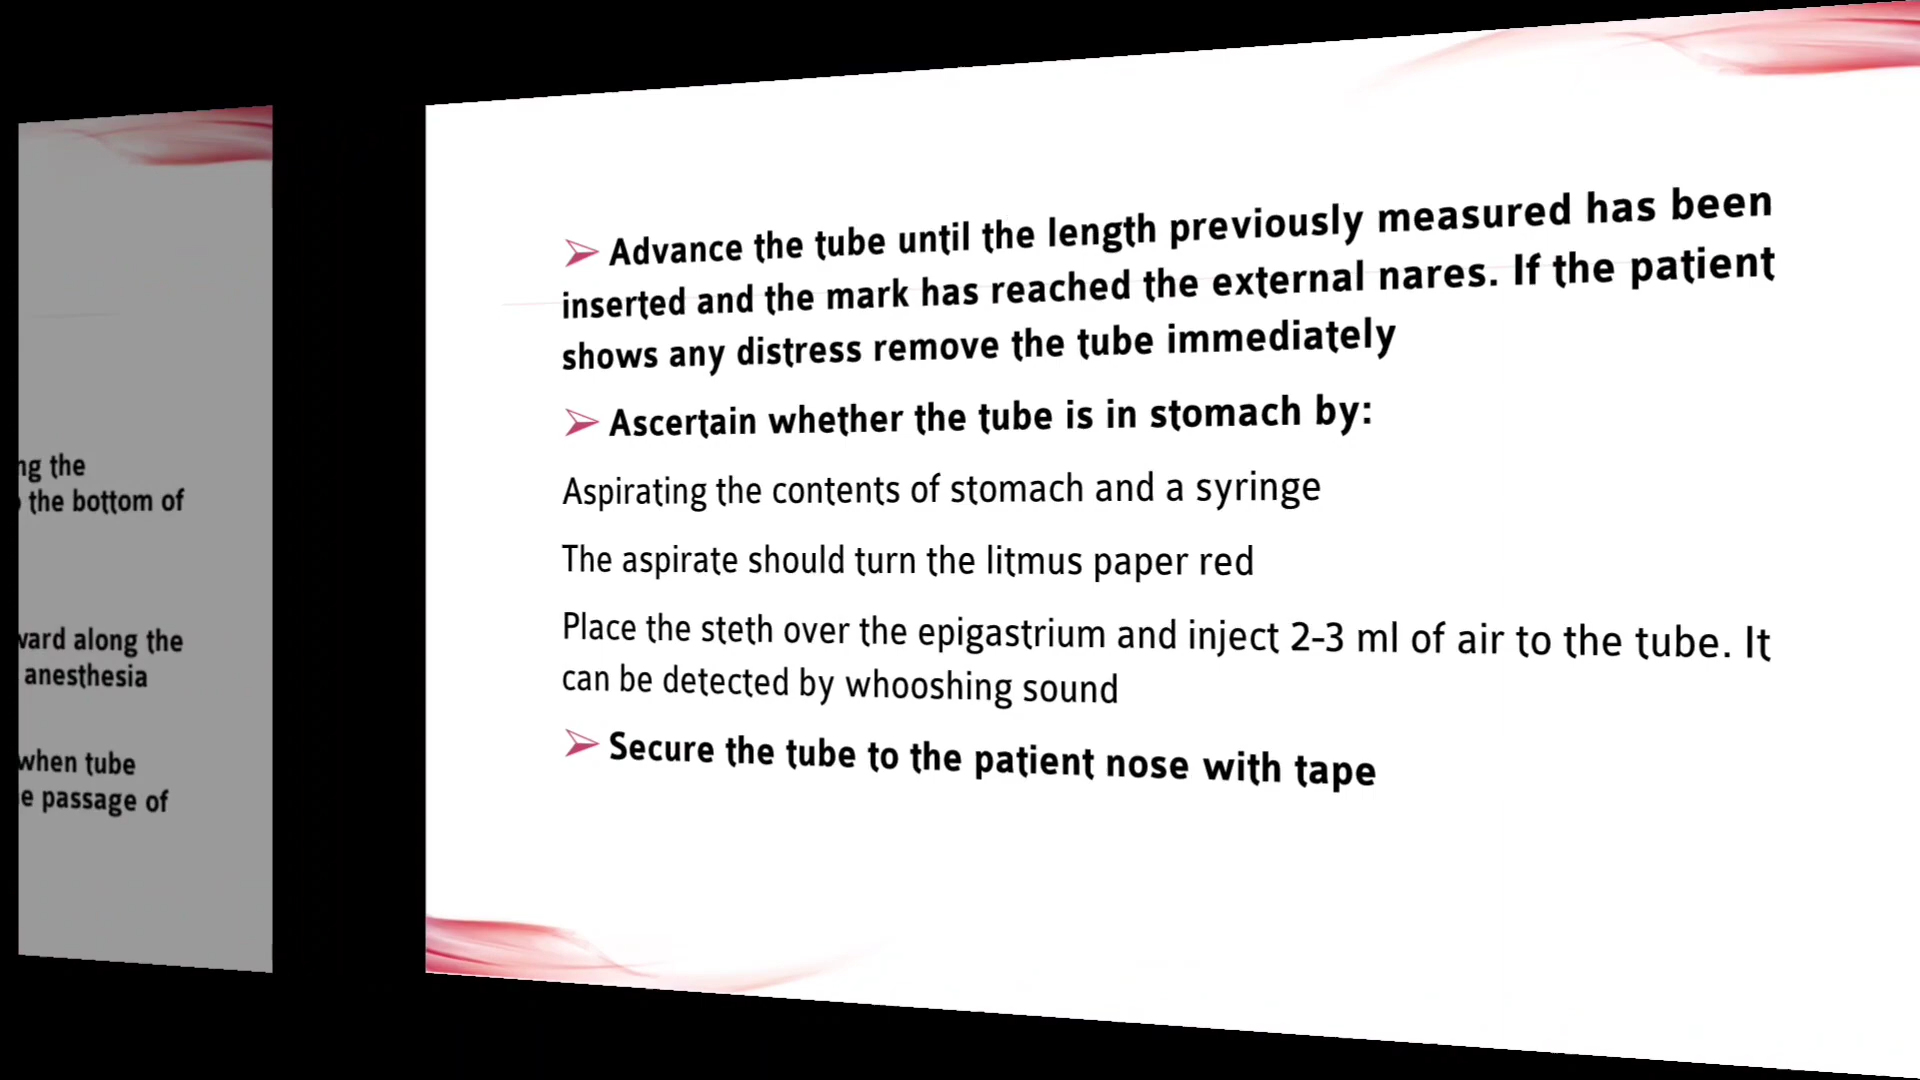 ng the
the bottom of
along the
anesthesia
when tube
passage of
Advance the tube until the length previously measured has been
inserted and the mark has reached the external nares. If the patient
shows any distress remove the tube immediately
Ascertain whether the tube is in stomach by:
Aspirating the contents of stomach and a syringe
The aspirate should turn the litmus paper red
Place the steth over the epigastrium and inject 2-3 ml of air to the tube. It
can be detected by whooshing sound
Secure the tube to the patient nose with tape